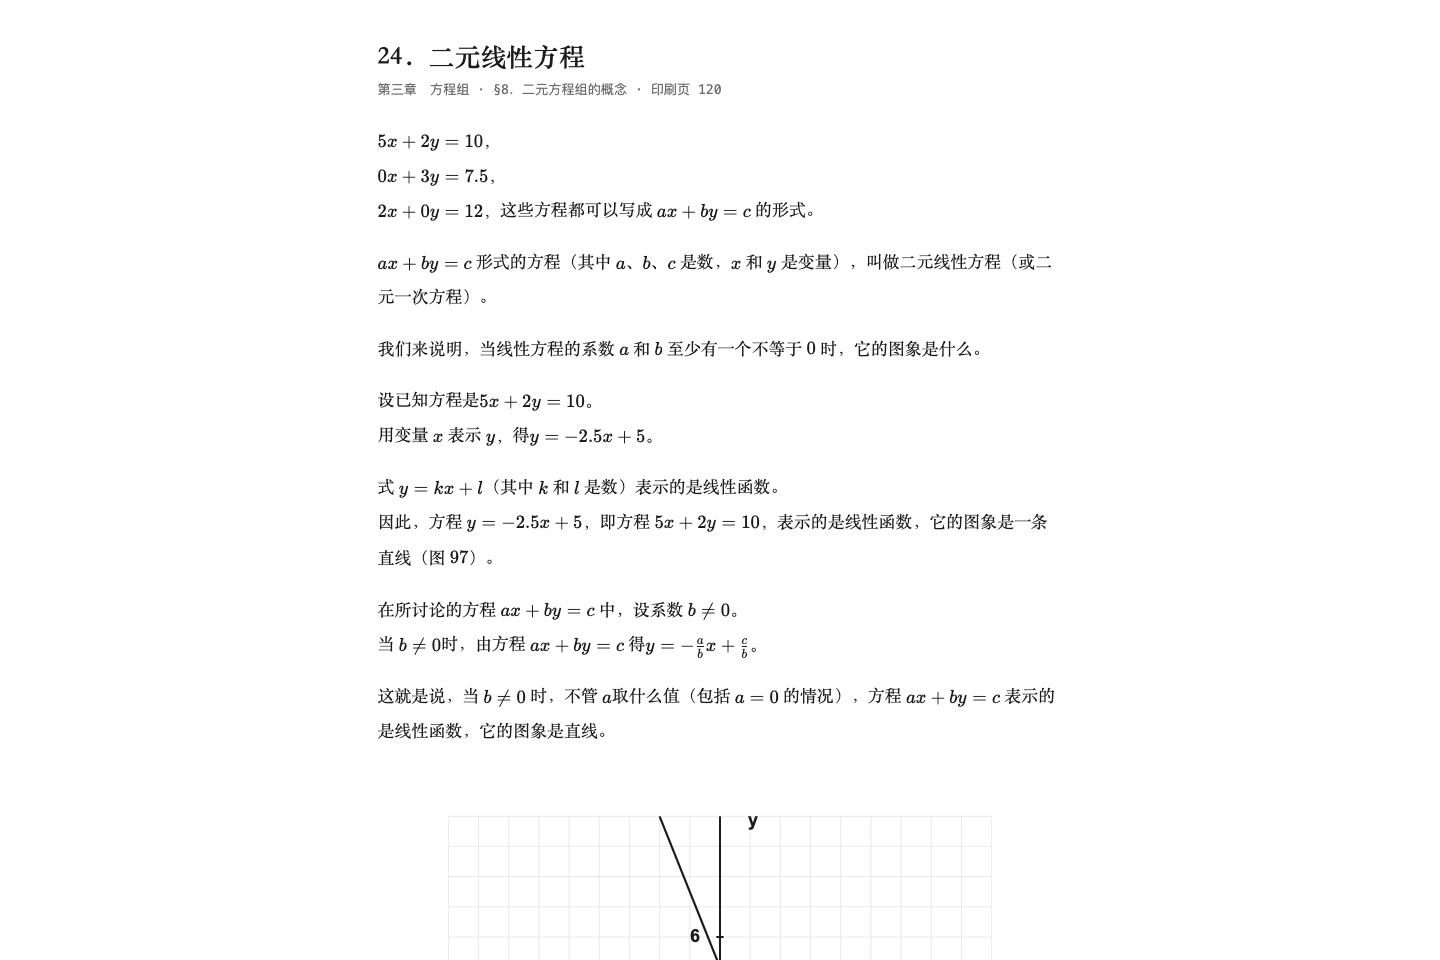 24．二元线性方程
第三章　方程组 · §8. 二元方程组的概念 · 印刷页 120
5x + 2y = 10，
0x + 3y = 7.5，
2x + 0y = 12，这些方程都可以写成 ax + by = c 的形式。
ax + by = c 形式的方程（其中 a、b、c 是数，x 和 y 是变量），叫做二元线性方程（或二
元一次方程）。
我们来说明，当线性方程的系数 a 和 b 至少有一个不等于 0 时，它的图象是什么。
设已知方程是5x + 2y = 10。
用变量 x 表示 y，得y = −2.5x + 5。
式 y = kx + l（其中 k 和 l 是数）表示的是线性函数。
因此，方程 y = −2.5x + 5，即方程 5x + 2y = 10，表示的是线性函数，它的图象是一条
直线（图 97）。
在所讨论的方程 ax + by = c 中，设系数 b ≠ 0。
当 b ≠ 0时，由方程 ax + by = c 得y = −a/b x + c/b。
这就是说，当 b ≠ 0 时，不管 a取什么值（包括 a = 0 的情况），方程 ax + by = c 表示的
是线性函数，它的图象是直线。
y
6